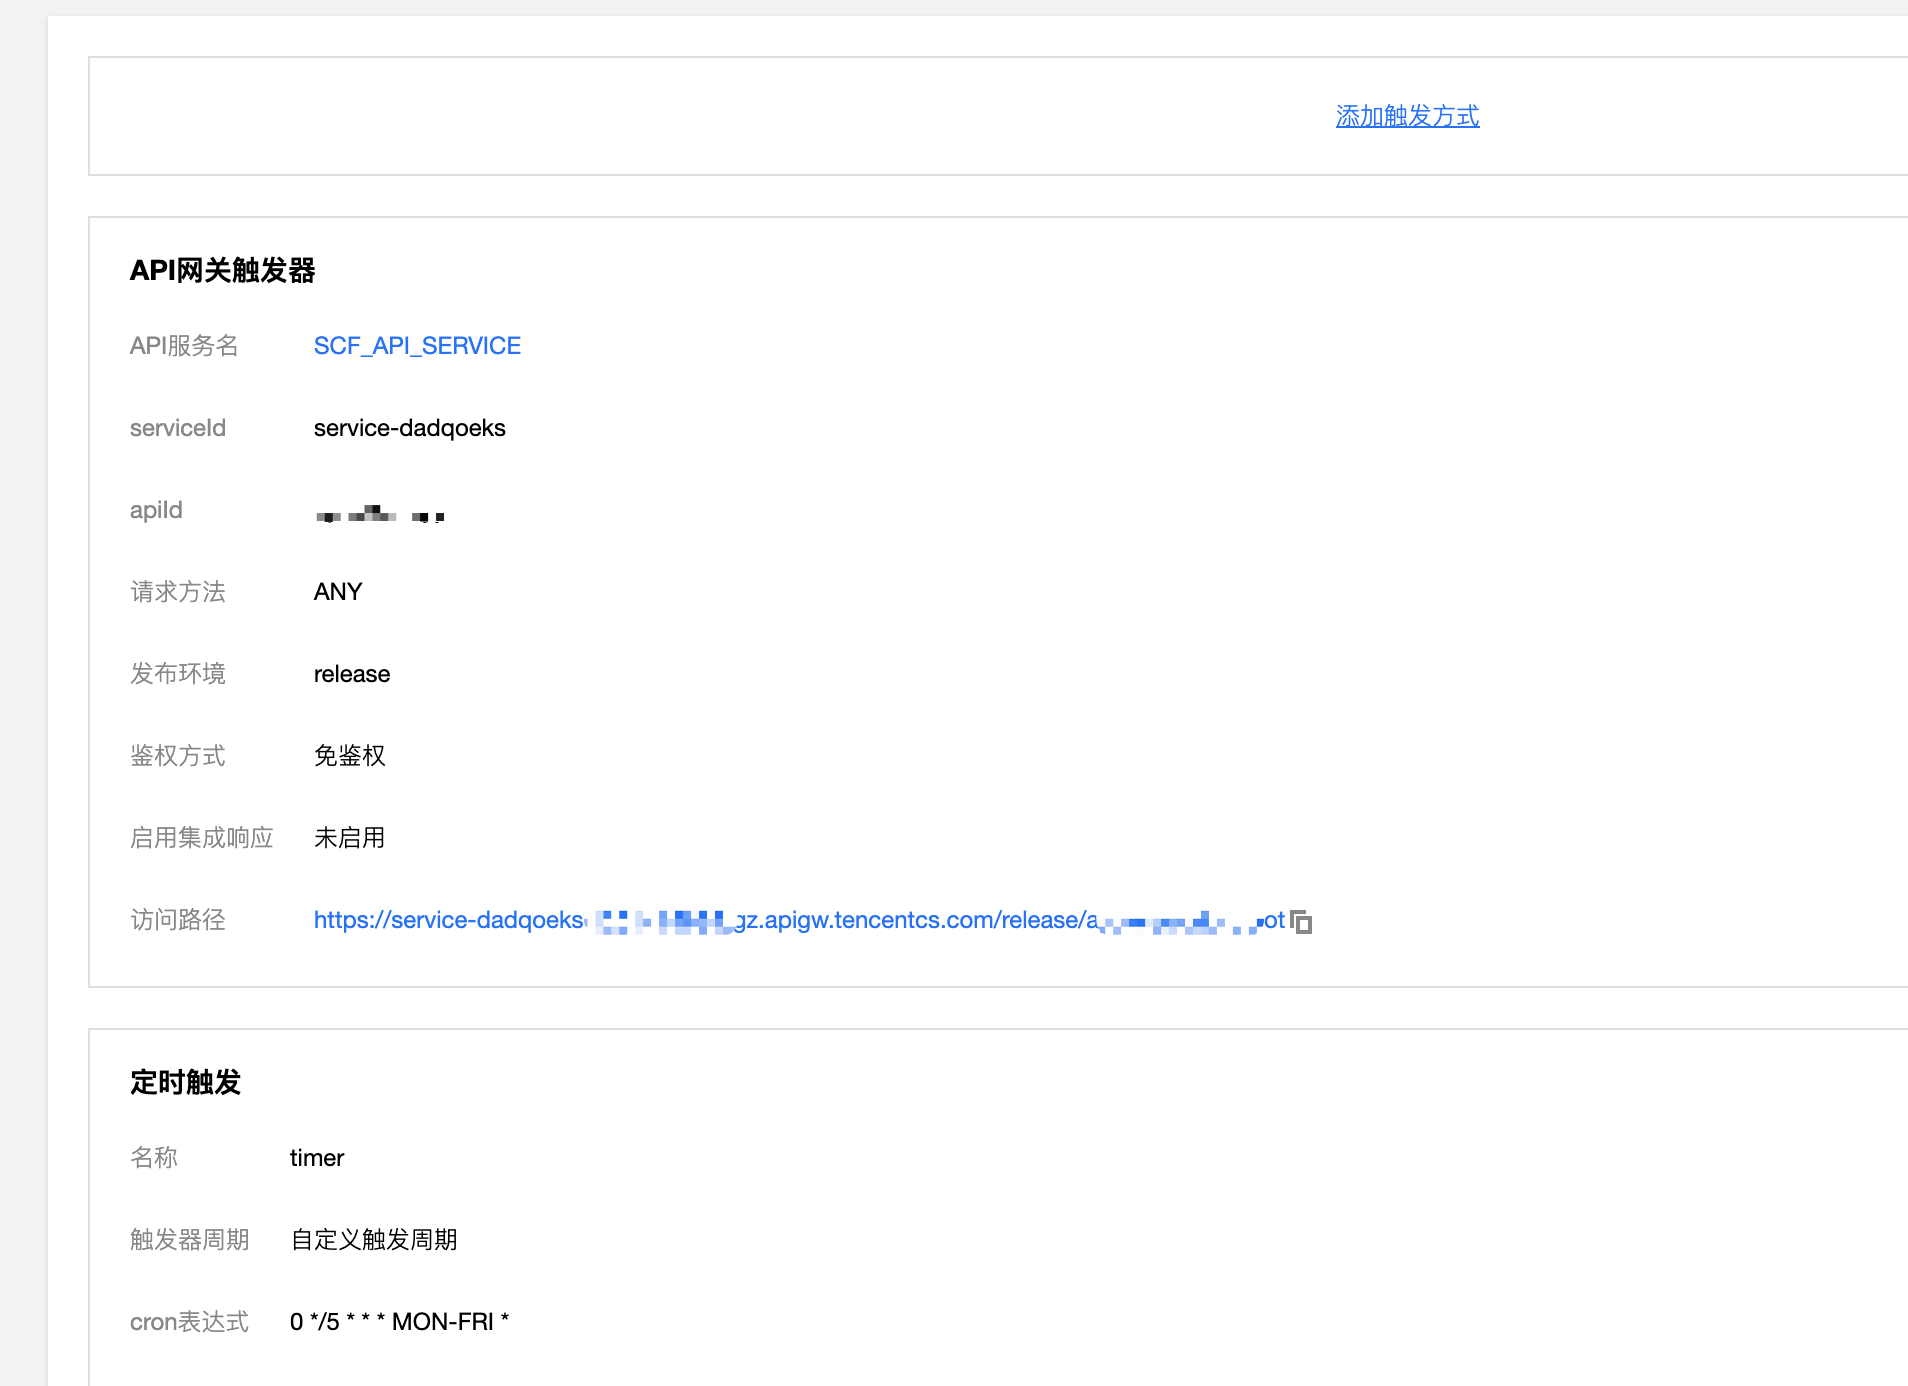 添加触发方式
API网关触发器
API服务名 SCF_API_SERVICE
serviceId service-dadqoeks
apiId
请求方法 ANY
发布环境 release
鉴权方式 免鉴权
启用集成响应 未启用
访问路径 https://service-dadqoeks gz.apigw.tencentcs.com/release/a ot
定时触发
名称 timer
触发器周期 自定义触发周期
cron表达式 0 */5 * * * MON-FRI *